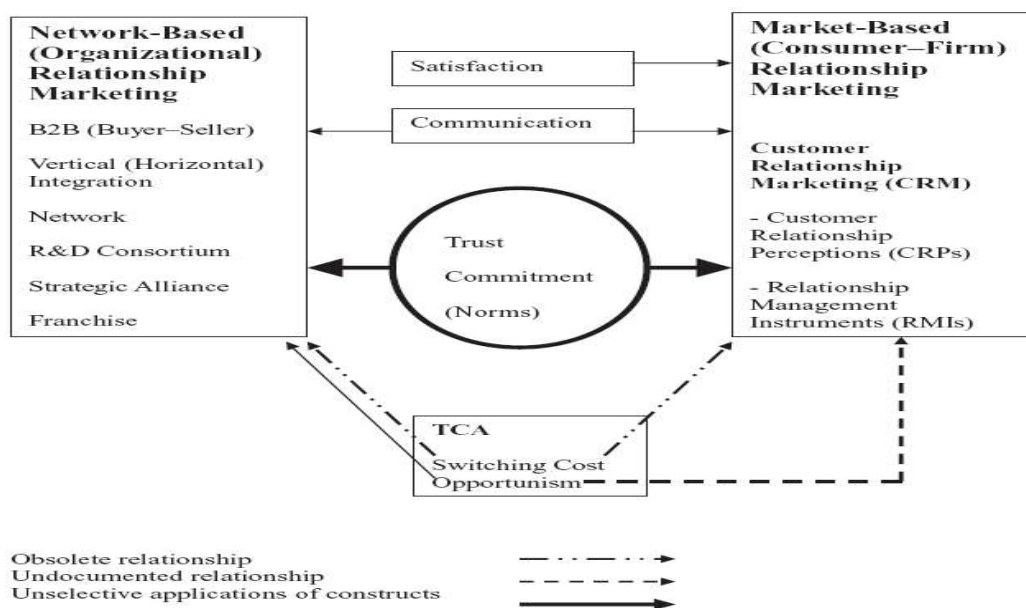 Network-Based
(Organizational)
Relationship
Marketing
B2B (Buyer–Seller)
Vertical (Horizontal)
Integration
Network
R&D Consortium
Strategic Alliance
Franchise
Satisfaction
Communication
Trust
Commitment
(Norms)
TCA
Switching Cost
Opportunism
Market-Based
(Consumer–Firm)
Relationship
Marketing
Customer
Relationship
Marketing (CRM)
- Customer
Relationship
Perceptions (CRPs)
- Relationship
Management
Instruments (RMIs)
Obsolete relationship
Undocumented relationship
Unselective applications of constructs